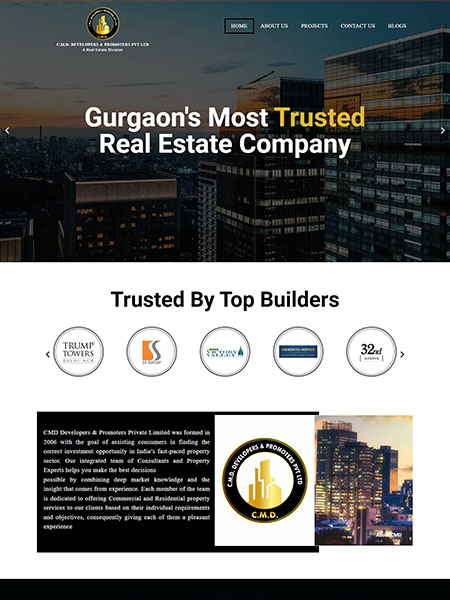 C.M.D. DEVELOPERS & PROMOTERS PVT LTD
A Real Estate Division
HOME ABOUT US PROJECTS CONTACT US BLOGS
Gurgaon's Most Trusted
Real Estate Company
Trusted By Top Builders
TRUMP
TOWERS
DELHI NCR
SS GROUP
VALLEY
32nd
AVENUE
CMD Developers & Promoters Private Limited was formed in
2006 with the goal of assisting consumers in finding the
correct investment opportunity in India's fast-paced property
sector. Our integrated team of Consultants and Property
Experts helps you make the best decisions
possible by combining deep market knowledge and the
insight that comes from experience. Each member of the team
is dedicated to offering Commercial and Residential property
services to our clients based on their individual requirements
and objectives, consequently giving each of them a pleasant
experience
C.M.D. DEVELOPERS & PROMOTERS PVT LTD
C.M.D.